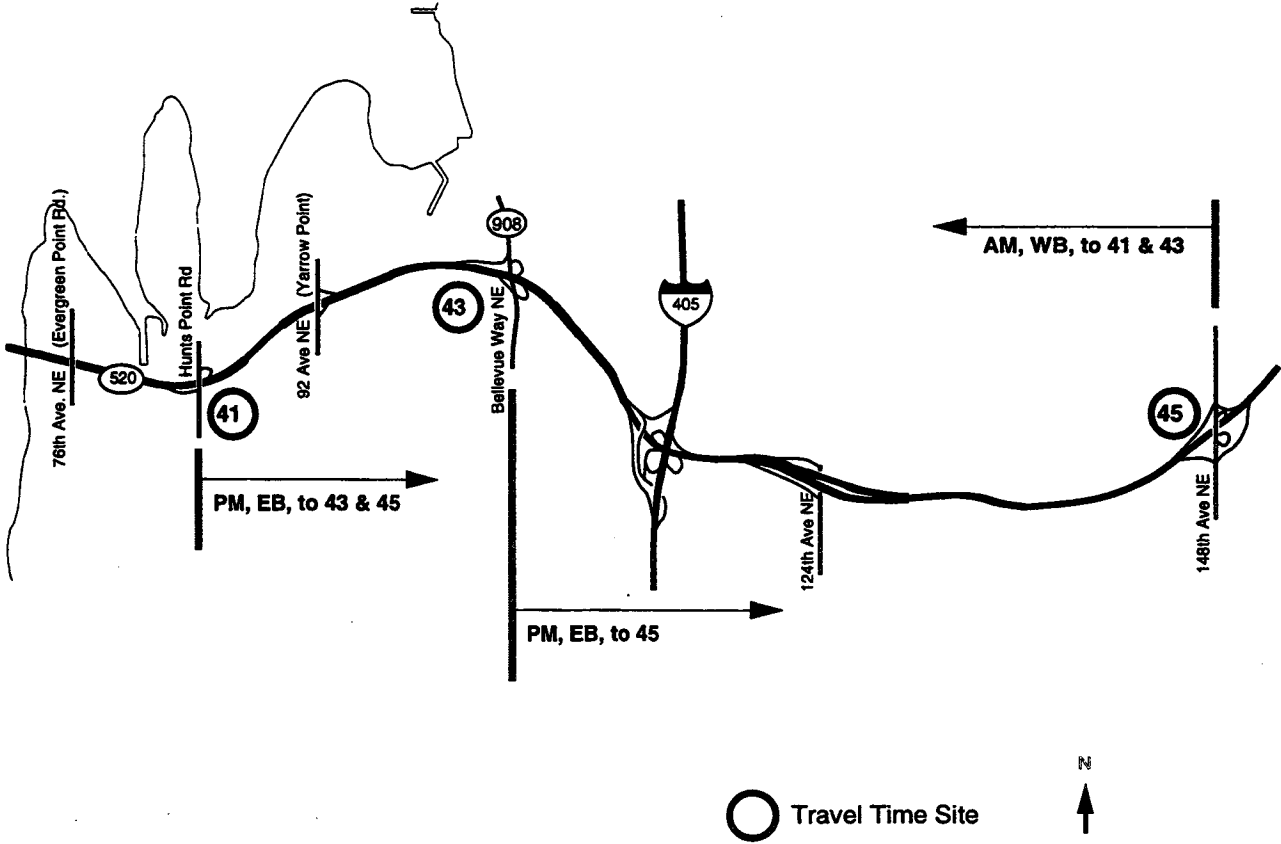 76th Ave. NE (Evergreen Point Rd.)
520
Hunts Point Rd
41
92 Ave NE (Yarrow Point)
43
908
Bellevue Way NE
405
124th Ave NE
45
148th Ave NE
AM, WB, to 41 & 43
PM, EB, to 43 & 45
PM, EB, to 45
N
Travel Time Site